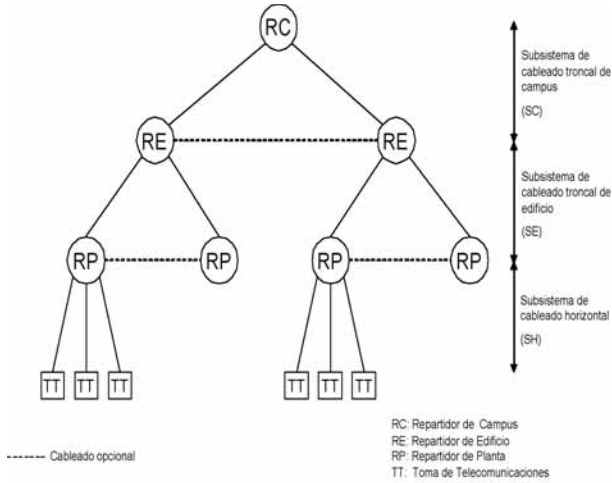 RC
Subsistema de
cableado troncal de
campus
(SC)
RE
RE
Subsistema de
cableado troncal de
edificio
(SE)
RP
RP
RP
RP
Subsistema de
cableado horizontal
(SH)
TT
TT
TT
TT
TT
TT
RC: Repartidor de Campus
RE: Repartidor de Edificio
RP: Repartidor de Planta
TT: Toma de Telecomunicaciones
Cableado opcional